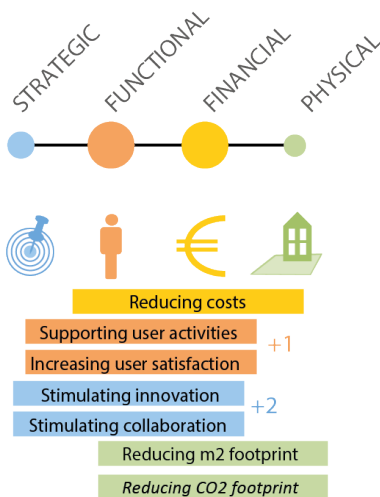 STRATEGIC
FUNCTIONAL
FINANCIAL
PHYSICAL
Reducing costs
Supporting user activities
+1
Increasing user satisfaction
Stimulating innovation
+2
Stimulating collaboration
Reducing m2 footprint
Reducing CO2 footprint